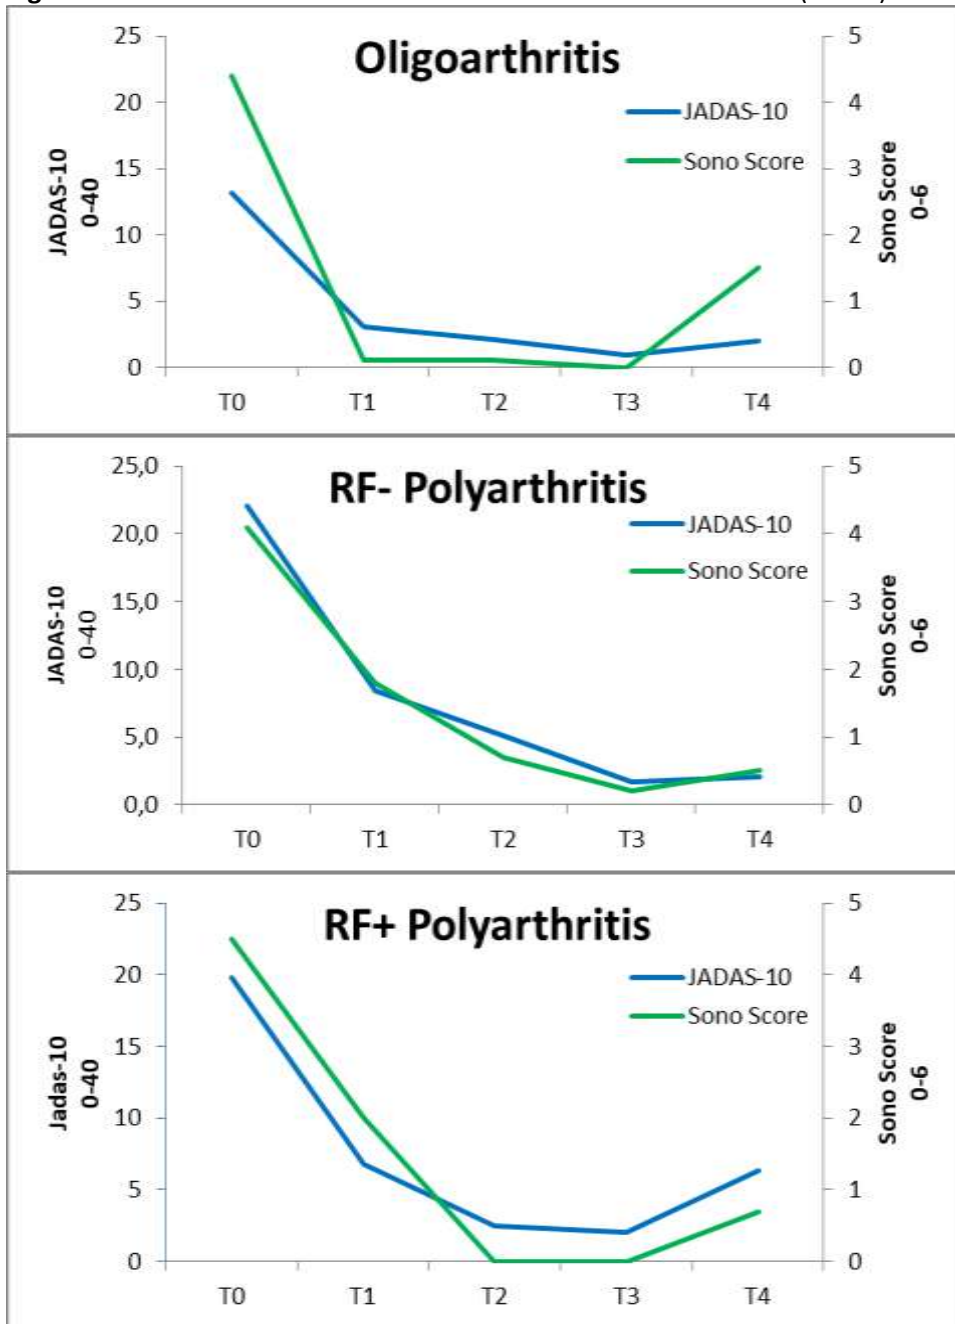 Oligoarthritis
25
20
15
10
5
0
JADAS-10
0-40
JADAS-10
Sono Score
5
4
3
2
1
0
Sono Score
0-6
T0 T1 T2 T3 T4
RF- Polyarthritis
25,0
20,0
15,0
10,0
5,0
0,0
JADAS-10
0-40
JADAS-10
Sono Score
5
4
3
2
1
0
Sono Score
0-6
T0 T1 T2 T3 T4
RF+ Polyarthritis
25
20
15
10
5
0
Jadas-10
0-40
JADAS-10
Sono Score
5
4
3
2
1
0
Sono Score
0-6
T0 T1 T2 T3 T4